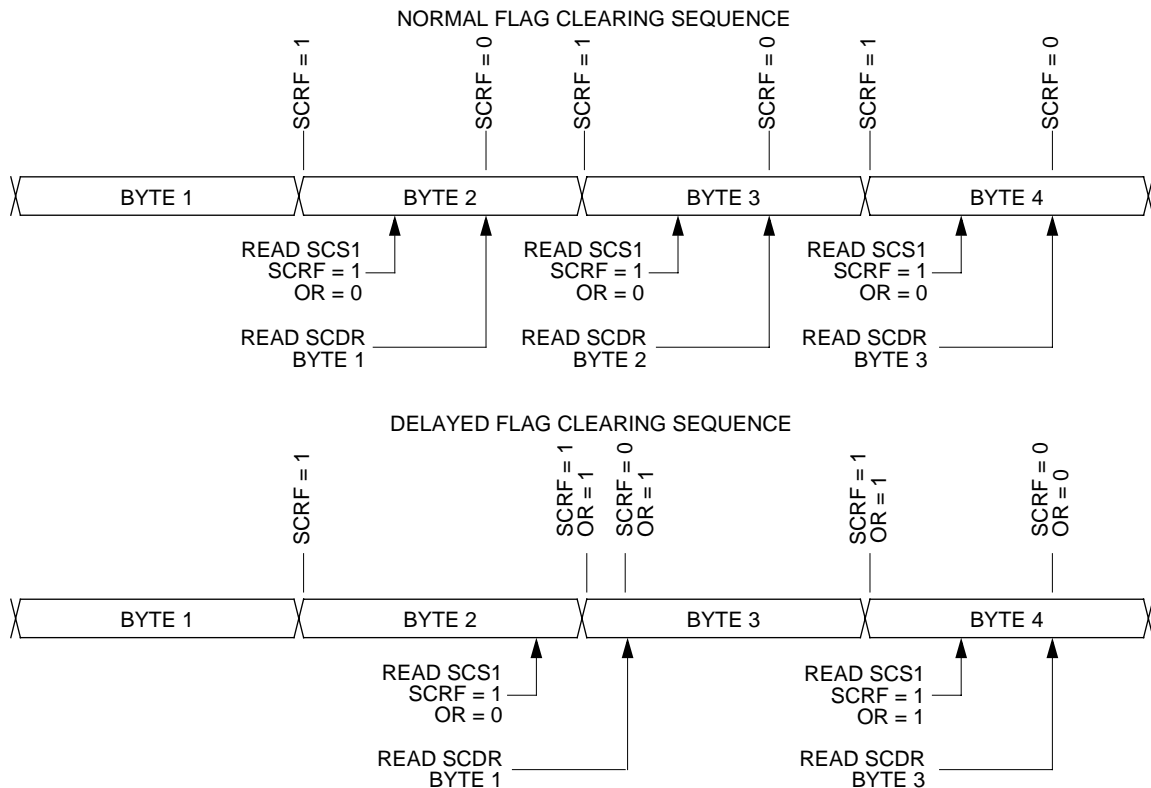 NORMAL FLAG CLEARING SEQUENCE
SCRF = 1
SCRF = 0
SCRF = 1
SCRF = 0
SCRF = 1
SCRF = 0
BYTE 1
BYTE 2
BYTE 3
BYTE 4
READ SCS1
SCRF = 1
OR = 0
READ SCS1
SCRF = 1
OR = 0
READ SCS1
SCRF = 1
OR = 0
READ SCDR
BYTE 1
READ SCDR
BYTE 2
READ SCDR
BYTE 3
DELAYED FLAG CLEARING SEQUENCE
SCRF = 1
SCRF = 1
OR = 1
SCRF = 0
OR = 1
SCRF = 1
OR = 1
SCRF = 0
OR = 0
BYTE 1
BYTE 2
BYTE 3
BYTE 4
READ SCS1
SCRF = 1
OR = 0
READ SCS1
SCRF = 1
OR = 1
READ SCDR
BYTE 1
READ SCDR
BYTE 3